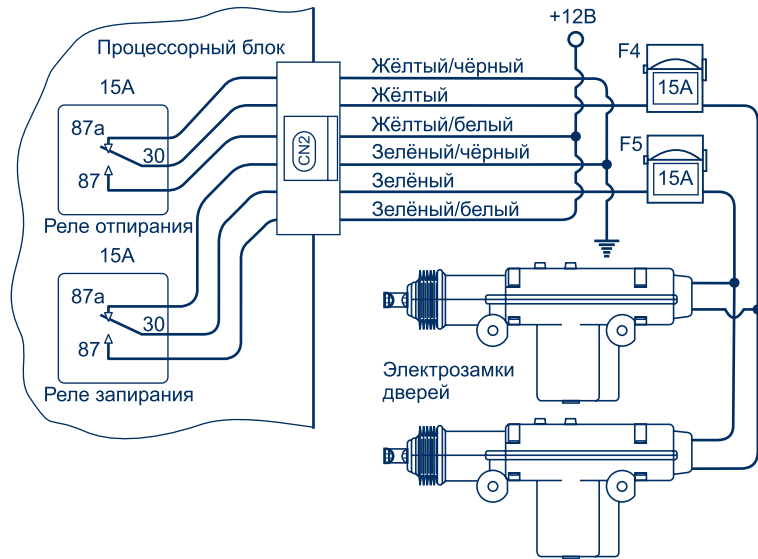 Процессорный блок
15А
87а
30
87
Реле отпирания
15А
87а
30
87
Реле запирания
CN2
Жёлтый/чёрный
Жёлтый
Жёлтый/белый
Зелёный/чёрный
Зелёный
Зелёный/белый
+12В
F4
15А
F5
15А
Электрозамки
дверей